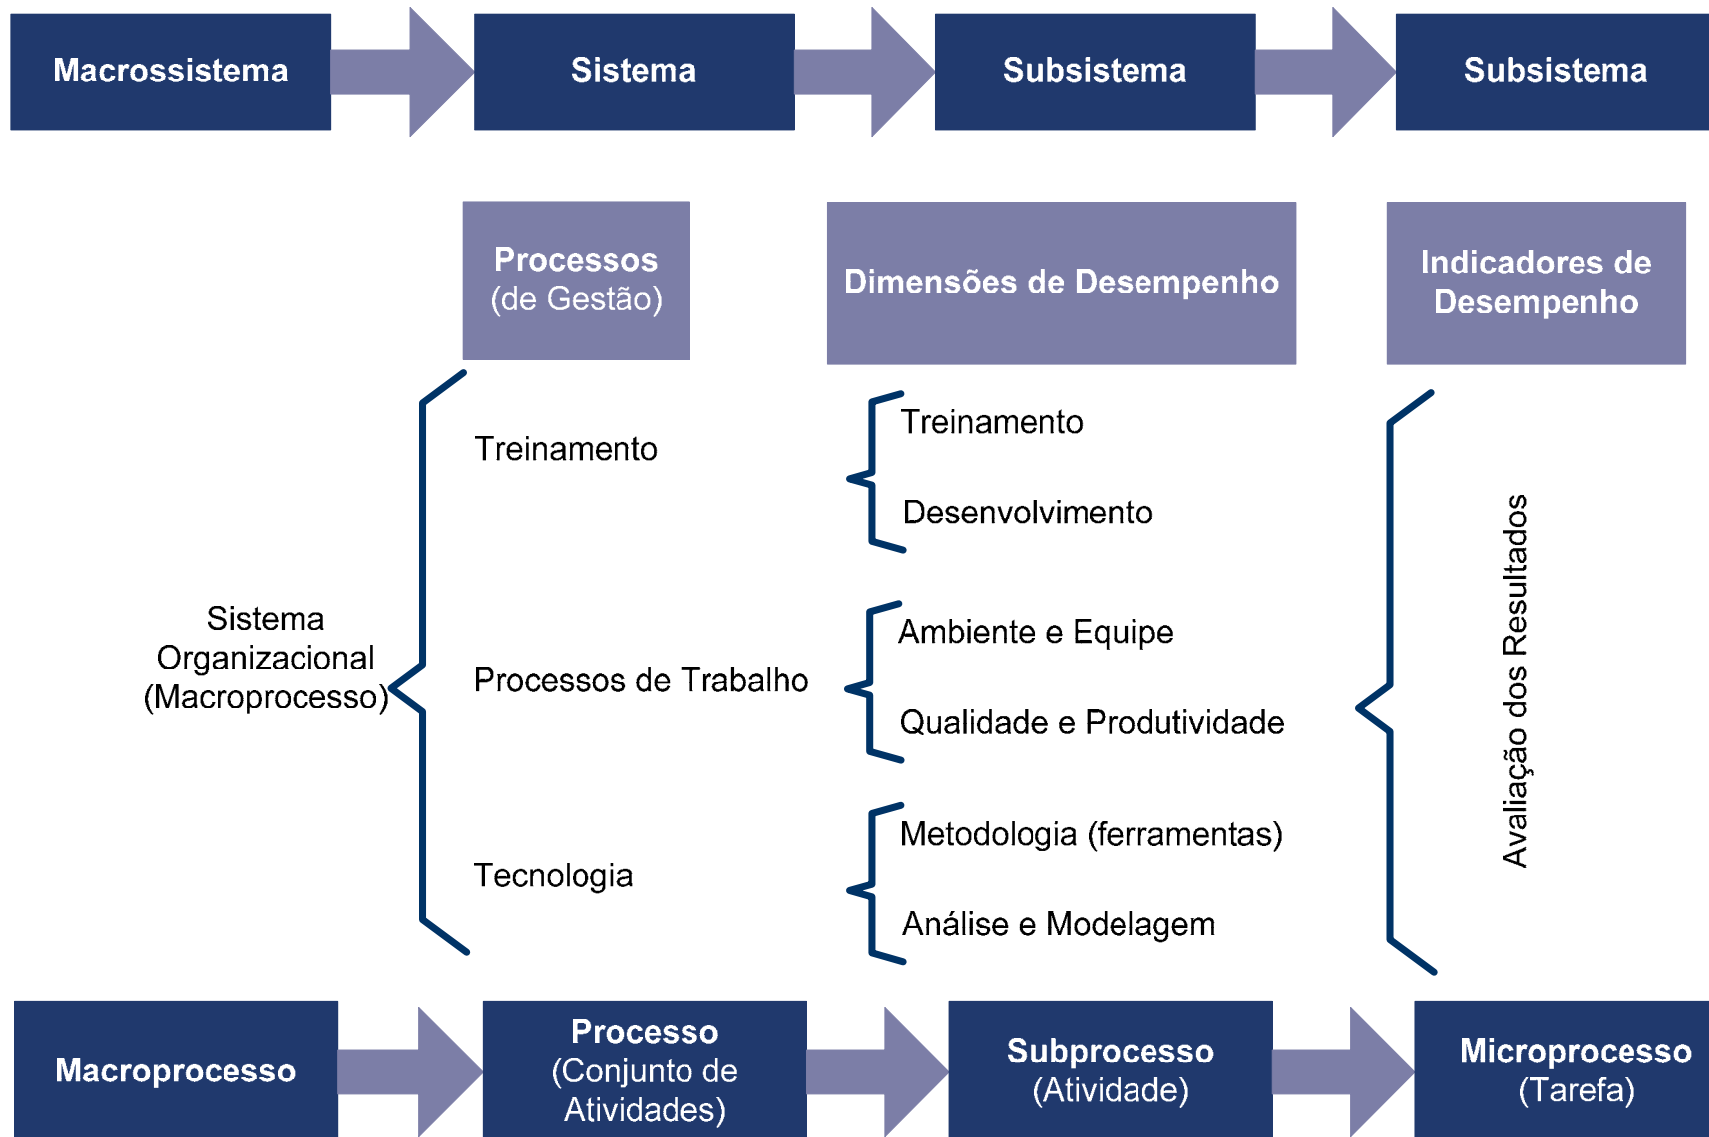 Macrossistema
Sistema
Subsistema
Subsistema
Processos
(de Gestão)
Dimensões de Desempenho
Indicadores de
Desempenho
Sistema
Organizacional
(Macroprocesso)
Treinamento
Processos de Trabalho
Tecnologia
Treinamento
Desenvolvimento
Ambiente e Equipe
Qualidade e Produtividade
Metodologia (ferramentas)
Análise e Modelagem
Avaliação dos Resultados
Macroprocesso
Processo
(Conjunto de
Atividades)
Subprocesso
(Atividade)
Microprocesso
(Tarefa)